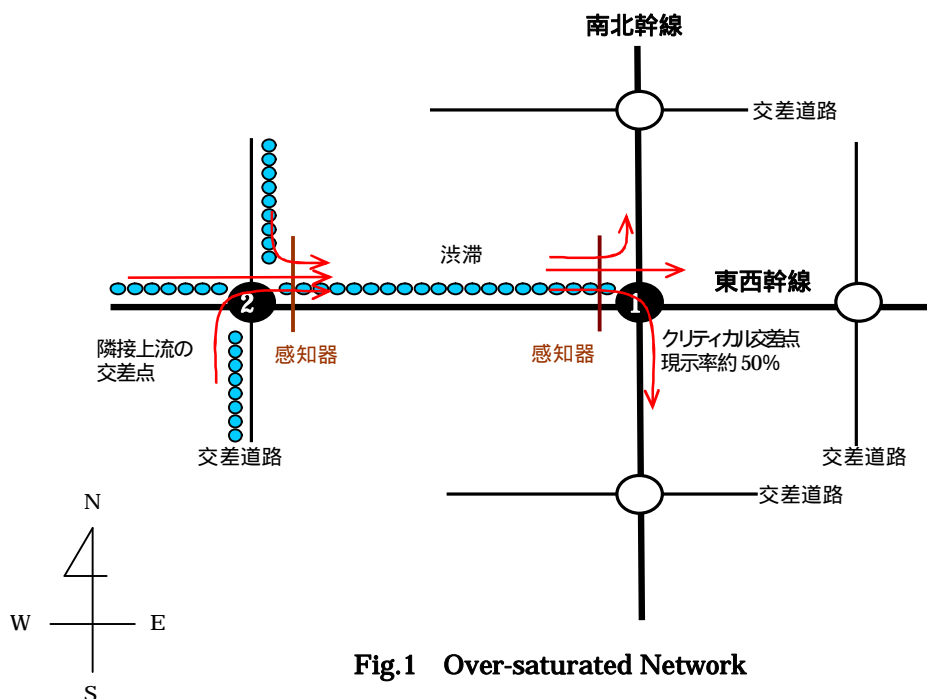 南北幹線
交差道路
渋滞
東西幹線
2
1
隣接上流の
交差点
感知器
感知器
クリティカル交差点
現示率約 50%
交差道路
交差道路
交差道路
N
W
E
S
Fig.1 Over-saturated Network